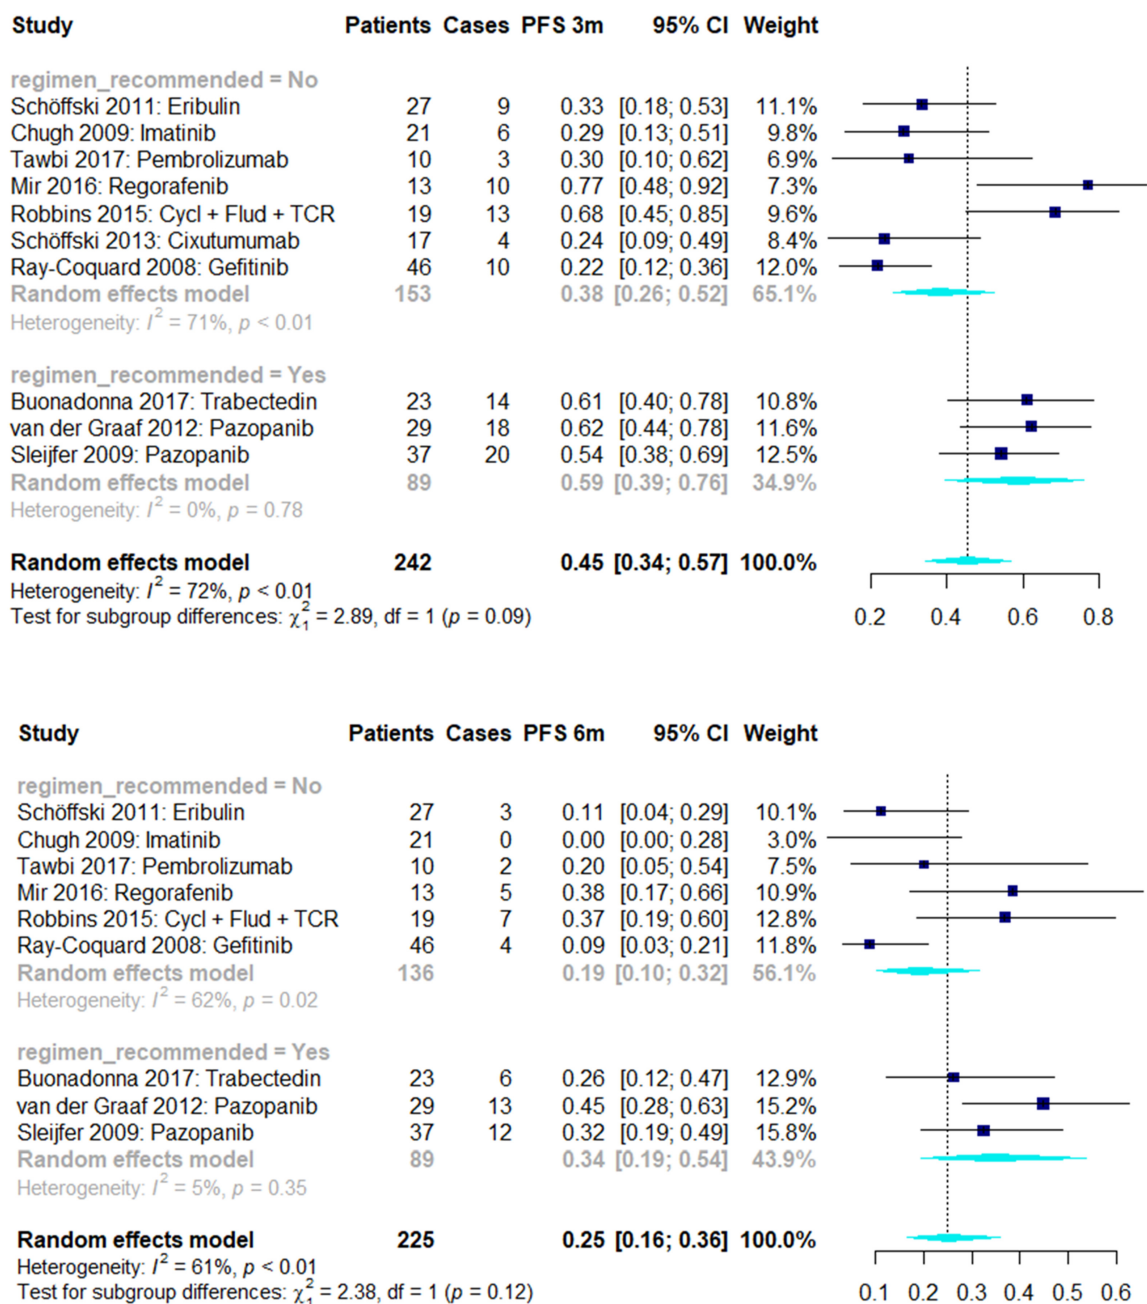 Study Patients Cases PFS 3m 95% CI Weight
regimen_recommended = No
Schöffski 2011: Eribulin 27 9 0.33 [0.18; 0.53] 11.1%
Chugh 2009: Imatinib 21 6 0.29 [0.13; 0.51] 9.8%
Tawbi 2017: Pembrolizumab 10 3 0.30 [0.10; 0.62] 6.9%
Mir 2016: Regorafenib 13 10 0.77 [0.48; 0.92] 7.3%
Robbins 2015: Cycl + Flud + TCR 19 13 0.68 [0.45; 0.85] 9.6%
Schöffski 2013: Cixutumumab 17 4 0.24 [0.09; 0.49] 8.4%
Ray-Coquard 2008: Gefitinib 46 10 0.22 [0.12; 0.36] 12.0%
Random effects model 153 0.38 [0.26; 0.52] 65.1%
Heterogeneity: I² = 71%, p < 0.01
regimen_recommended = Yes
Buonadonna 2017: Trabectedin 23 14 0.61 [0.40; 0.78] 10.8%
van der Graaf 2012: Pazopanib 29 18 0.62 [0.44; 0.78] 11.6%
Sleijfer 2009: Pazopanib 37 20 0.54 [0.38; 0.69] 12.5%
Random effects model 89 0.59 [0.39; 0.76] 34.9%
Heterogeneity: I² = 0%, p = 0.78
Random effects model 242 0.45 [0.34; 0.57] 100.0%
Heterogeneity: I² = 72%, p < 0.01
Test for subgroup differences: χ²₁ = 2.89, df = 1 (p = 0.09)
0.2 0.4 0.6 0.8
Study Patients Cases PFS 6m 95% CI Weight
regimen_recommended = No
Schöffski 2011: Eribulin 27 3 0.11 [0.04; 0.29] 10.1%
Chugh 2009: Imatinib 21 0 0.00 [0.00; 0.28] 3.0%
Tawbi 2017: Pembrolizumab 10 2 0.20 [0.05; 0.54] 7.5%
Mir 2016: Regorafenib 13 5 0.38 [0.17; 0.66] 10.9%
Robbins 2015: Cycl + Flud + TCR 19 7 0.37 [0.19; 0.60] 12.8%
Ray-Coquard 2008: Gefitinib 46 4 0.09 [0.03; 0.21] 11.8%
Random effects model 136 0.19 [0.10; 0.32] 56.1%
Heterogeneity: I² = 62%, p = 0.02
regimen_recommended = Yes
Buonadonna 2017: Trabectedin 23 6 0.26 [0.12; 0.47] 12.9%
van der Graaf 2012: Pazopanib 29 13 0.45 [0.28; 0.63] 15.2%
Sleijfer 2009: Pazopanib 37 12 0.32 [0.19; 0.49] 15.8%
Random effects model 89 0.34 [0.19; 0.54] 43.9%
Heterogeneity: I² = 5%, p = 0.35
Random effects model 225 0.25 [0.16; 0.36] 100.0%
Heterogeneity: I² = 61%, p < 0.01
Test for subgroup differences: χ²₁ = 2.38, df = 1 (p = 0.12)
0.1 0.2 0.3 0.4 0.5 0.6